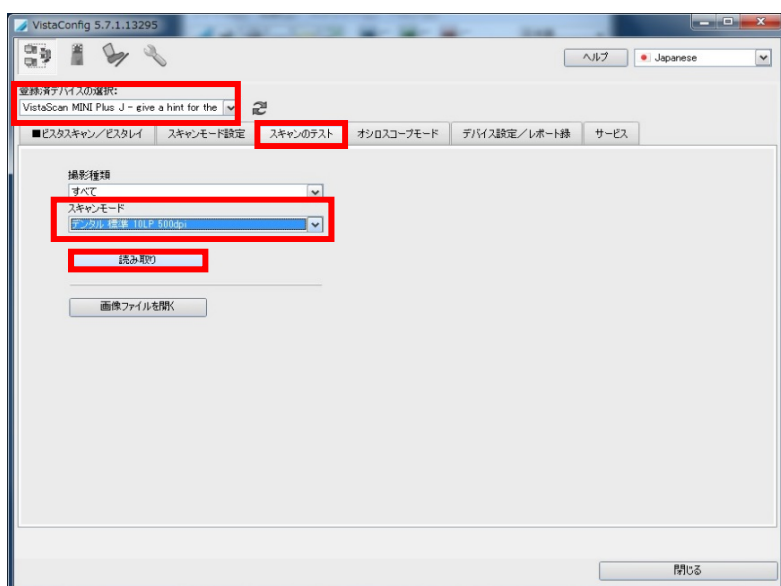 VistaConfig 5.7.1.13295
ヘルプ
Japanese
登録済デバイスの選択:
VistaScan MINI Plus J - give a hint for the
■ビスタスキャン/ビスタレイ
スキャンモード設定
スキャンのテスト
オシロスコープモード
デバイス設定/レポート録
サービス
撮影種類
すべて
スキャンモード
デンタル 標準 10LP 500dpi
読み取り
画像ファイルを開く
閉じる